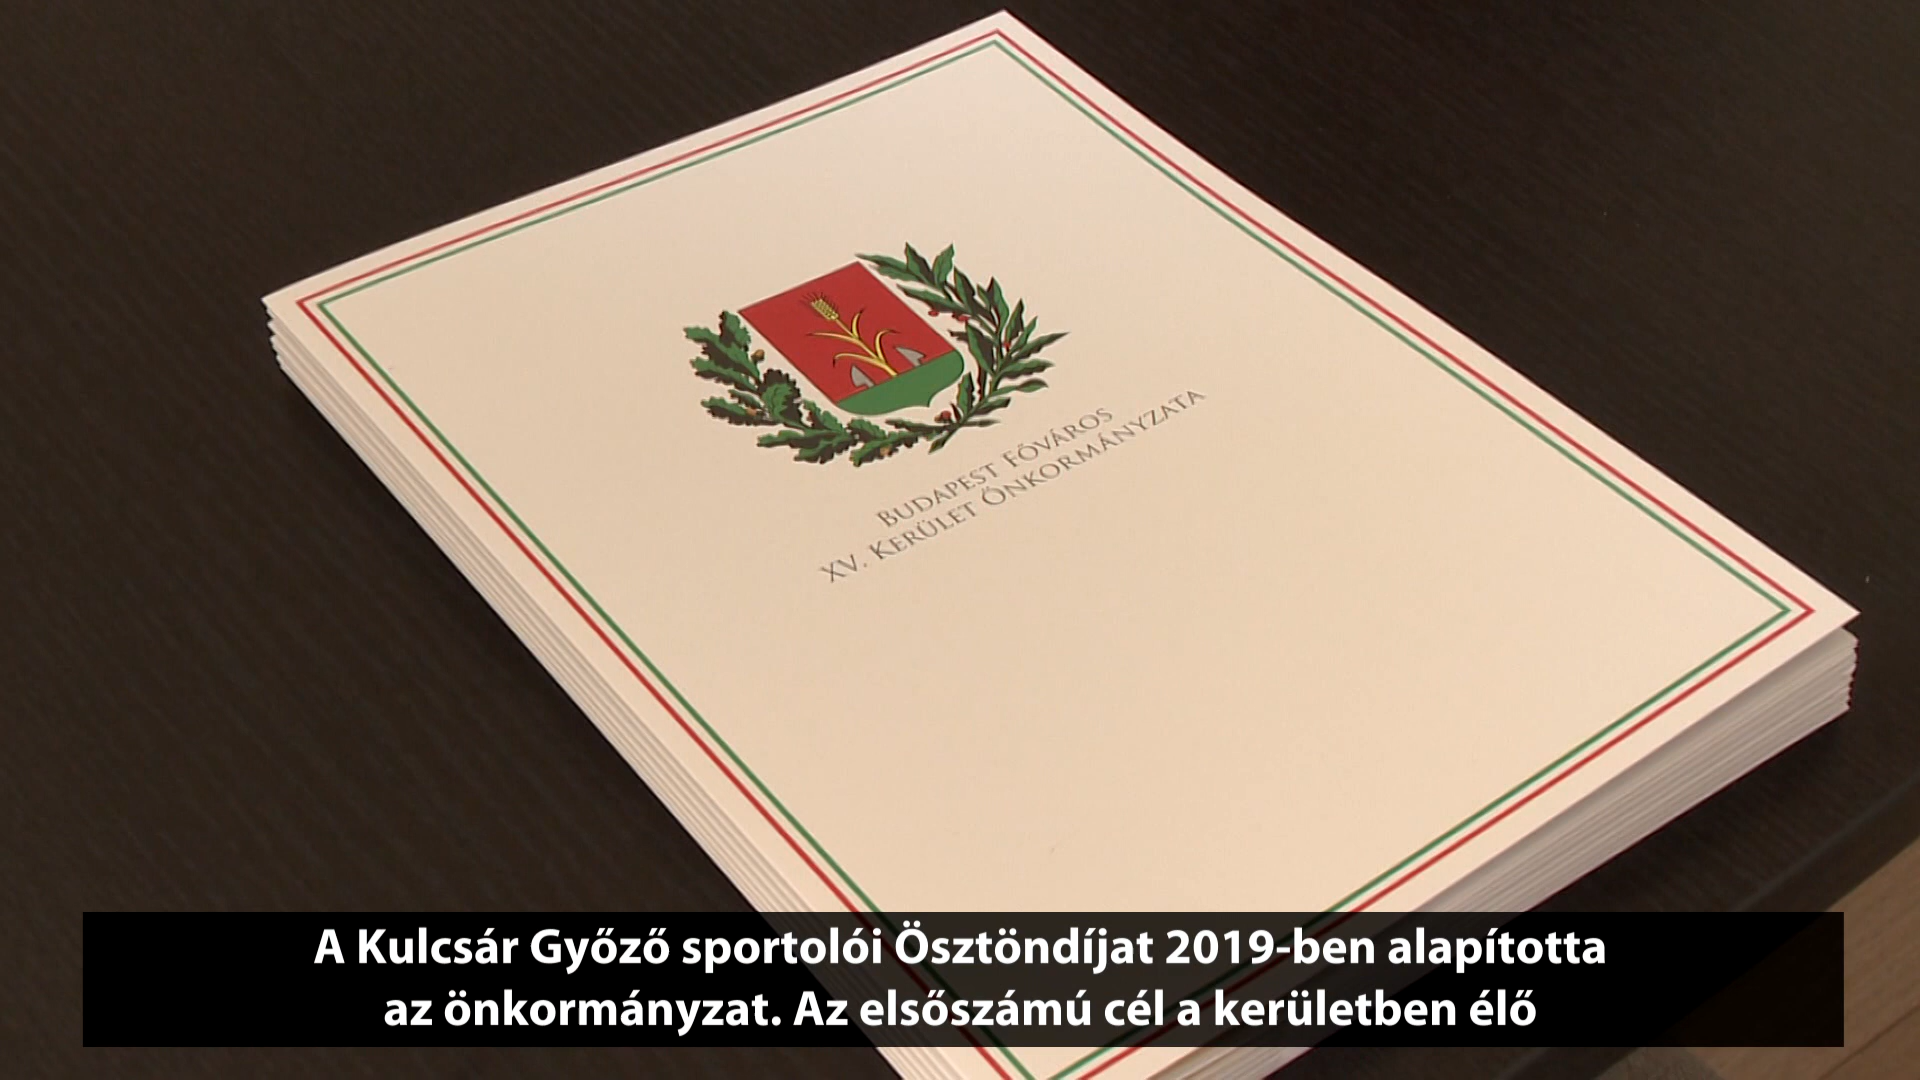 BUDAPEST FŐVÁROS
XV. KERÜLET ÖNKORMÁNYZATA
A Kulcsár Győző sportolói Ösztöndíjat 2019-ben alapította
az önkormányzat. Az elsőszámú cél a kerületben élő